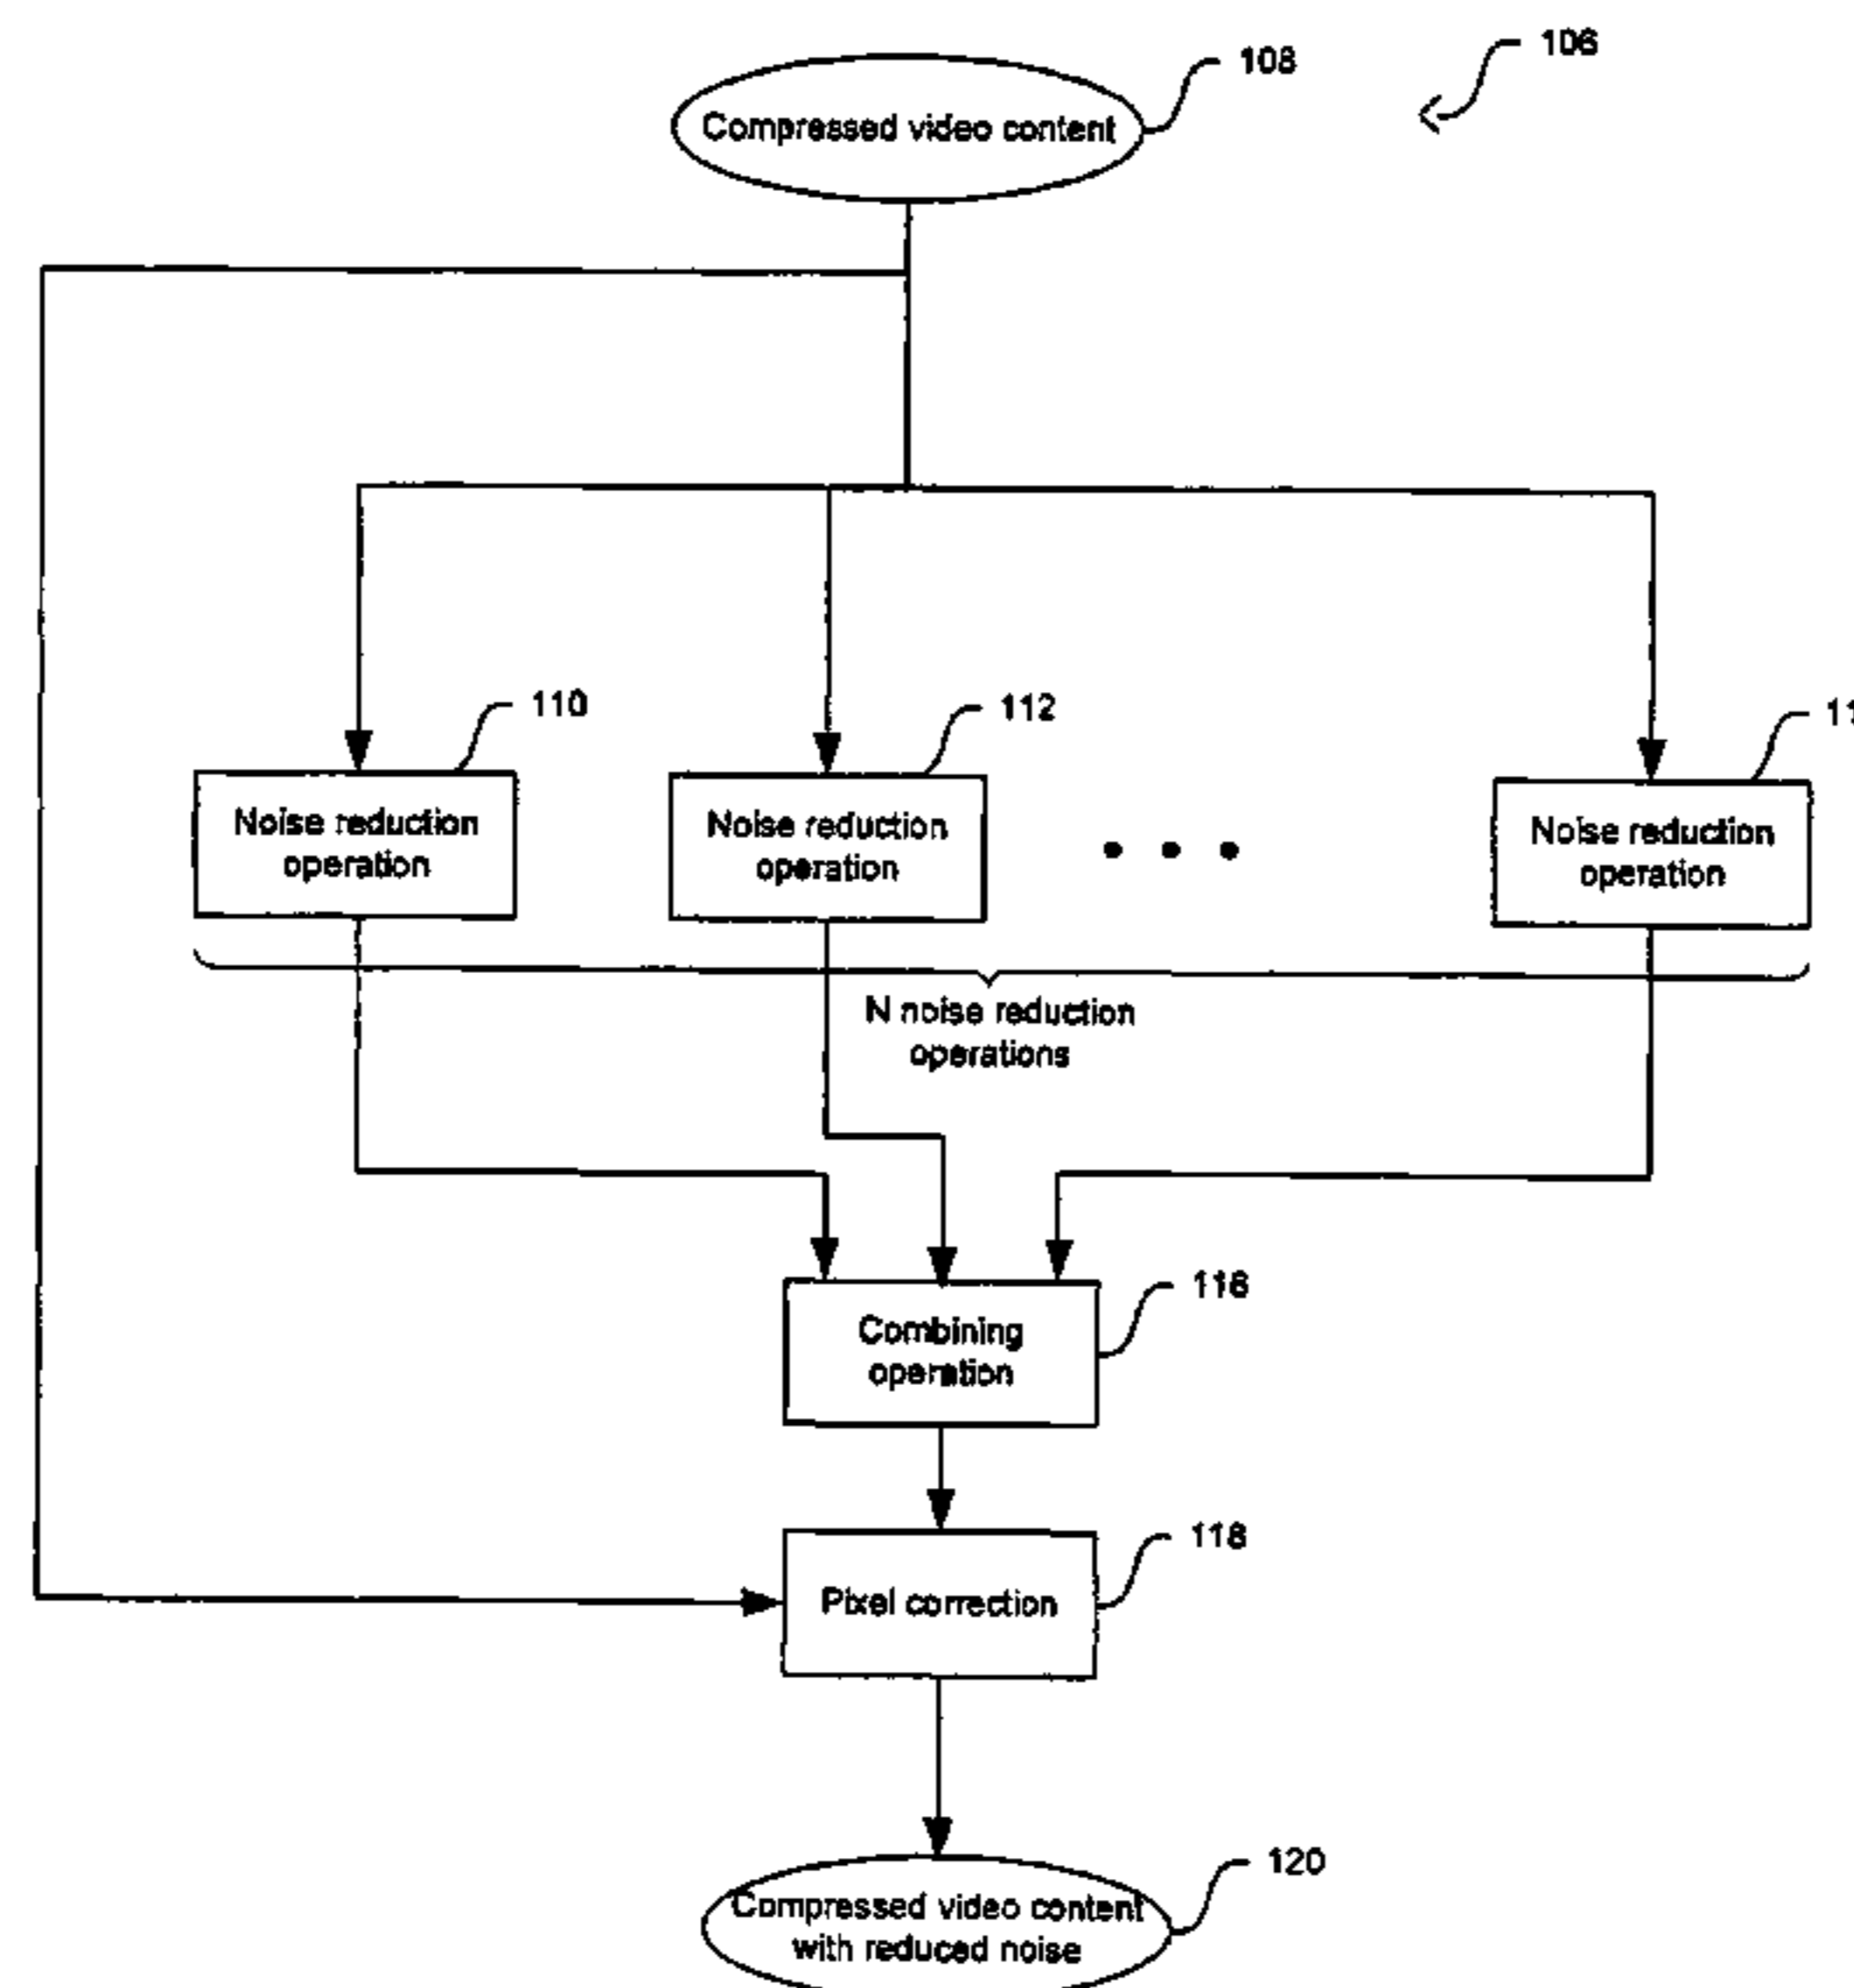 106
108
Compressed video content
110
112
Noise reduction
operation
Noise reduction
operation
Noise reduction
operation
N noise reduction
operations
116
Combining
operation
118
Pixel correction
120
Compressed video content
with reduced noise